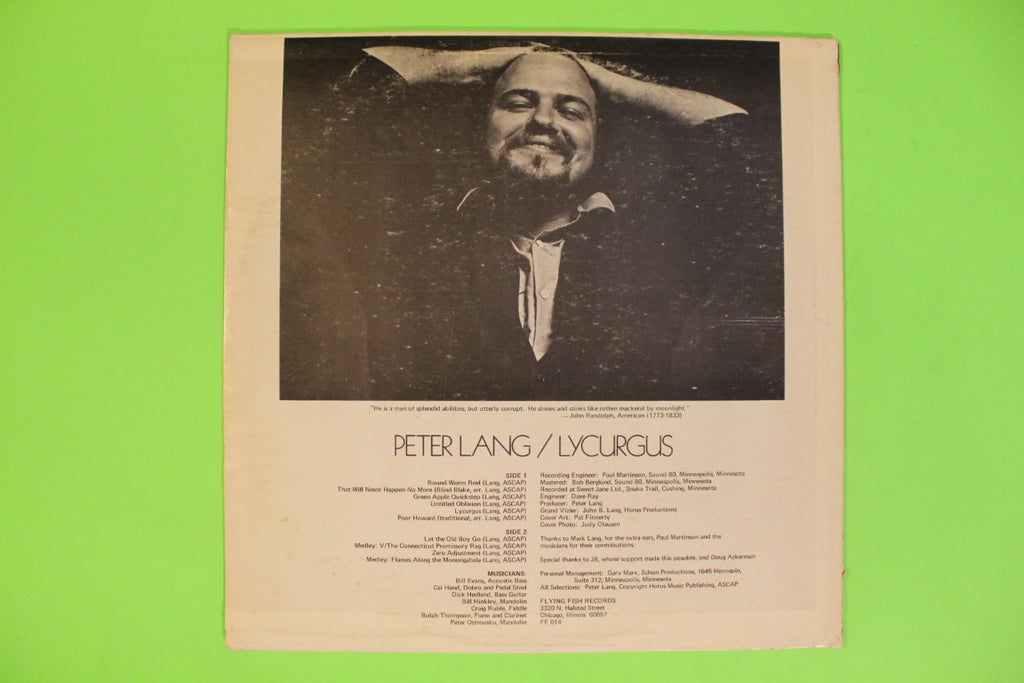 "He is a man of splendid abilities, but utterly corrupt. He shines and stinks like rotten mackeral by moonlight."
—John Randolph, American (1773-1833)
PETER LANG / LYCURGUS
SIDE 1
Round Worm Reel (Lang, ASCAP)
That Will Never Happen No More (Blind Blake, arr. Lang, ASCAP)
Green Apple Quickstep (Lang, ASCAP)
Untitled Oblivion (Lang, ASCAP)
Lycurgus (Lang, ASCAP)
Poor Howard (traditional, arr. Lang, ASCAP)
SIDE 2
Let the Old Boy Go (Lang, ASCAP)
Medley: V/The Connecticut Promissory Rag (Lang, ASCAP)
Zero Adjustment (Lang, ASCAP)
Medley: Flames Along the Monongahela (Lang, ASCAP)
MUSICIANS:
Bill Evans, Acoustic Bass
Cal Hand, Dobro and Pedal Steel
Dick Hedlund, Bass Guitar
Bill Hinkley, Mandolin
Craig Ruble, Fiddle
Butch Thompson, Piano and Clarinet
Peter Ostroushko, Mandolin
Recording Engineer: Paul Martinson, Sound 80, Minneapolis, Minnesota
Mastered: Bob Berglund, Sound 80, Minneapolis, Minnesota
Recorded at Sweet Jane Ltd., Snake Trail, Cushing, Minnesota
Engineer: Dave Ray
Producer: Peter Lang
Grand Vizier: John B. Lang, Horus Productions
Cover Art: Pat Finnerty
Cover Photo: Judy Olausen
Thanks to Mark Lang, for the extra ears, Paul Martinson and the
musicians for their contributions.
Special thanks to JB, whose support made this possible, and Doug Ackerman
Personal Management: Gary Marx, Schon Productions, 1645 Hennepin,
Suite 312, Minneapolis, Minnesota
All Selections: Peter Lang, Copyright Horus Music Publishing, ASCAP
FLYING FISH RECORDS
3320 N. Halsted Street
Chicago, Illinois 60657
FF 014